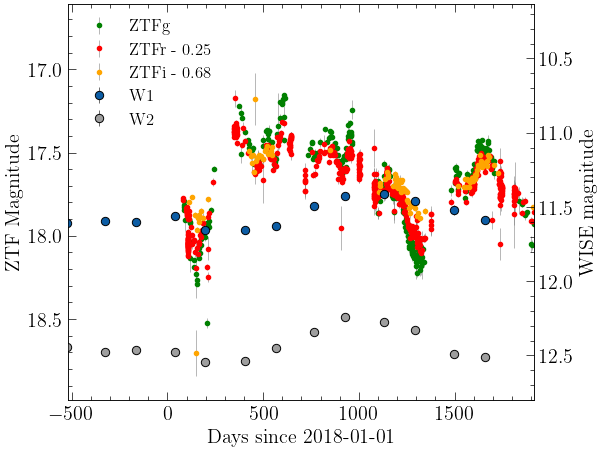 ZTFg
ZTFr - 0.25
ZTFi - 0.68
W1
W2
17.0
17.5
18.0
18.5
ZTF Magnitude
10.5
11.0
11.5
12.0
12.5
WISE magnitude
−500
0
500
1000
1500
Days since 2018-01-01